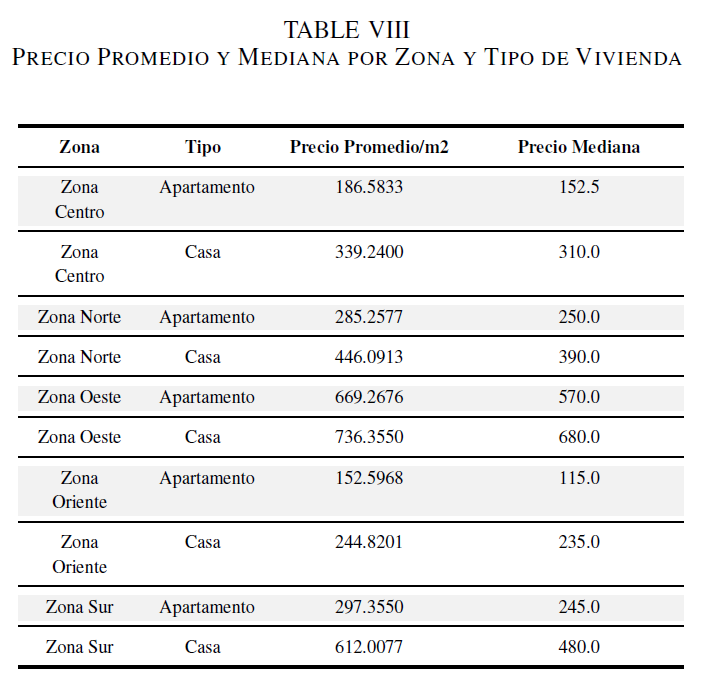 TABLE VIII
PRECIO PROMEDIO Y MEDIANA POR ZONA Y TIPO DE VIVIENDA
Zona Tipo Precio Promedio/m2 Precio Mediana
Zona Apartamento 186.5833 152.5
Centro
Zona Casa 339.2400 310.0
Centro
Zona Norte Apartamento 285.2577 250.0
Zona Norte Casa 446.0913 390.0
Zona Oeste Apartamento 669.2676 570.0
Zona Oeste Casa 736.3550 680.0
Zona Apartamento 152.5968 115.0
Oriente
Zona Casa 244.8201 235.0
Oriente
Zona Sur Apartamento 297.3550 245.0
Zona Sur Casa 612.0077 480.0